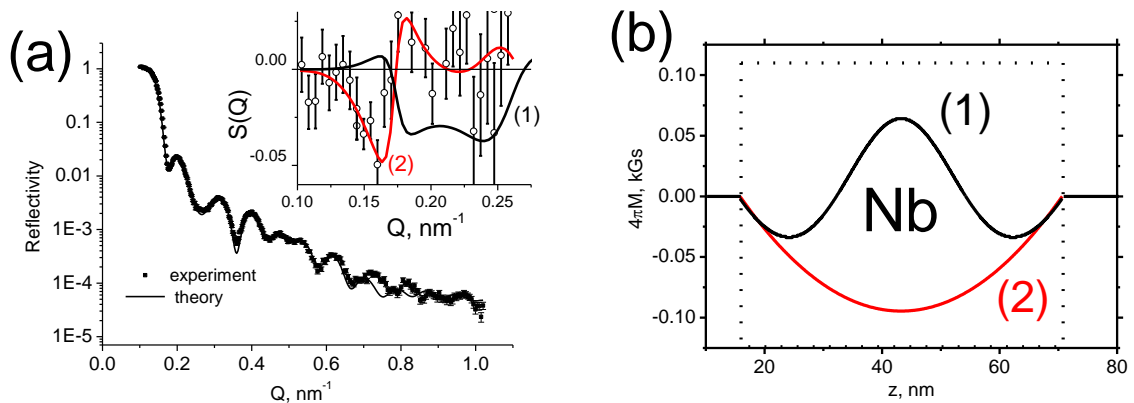 (a)
Reflectivity
1
0.1
0.01
1E-3
1E-4
1E-5
0.0
0.2
0.4
0.6
0.8
1.0
Q, nm⁻¹
experiment
theory
S(Q)
0.00
-0.05
0.10
0.15
0.20
0.25
Q, nm⁻¹
(1)
(2)
(b)
4πM, kGs
0.10
0.05
0.00
-0.05
-0.10
20
40
60
80
z, nm
(1)
Nb
(2)